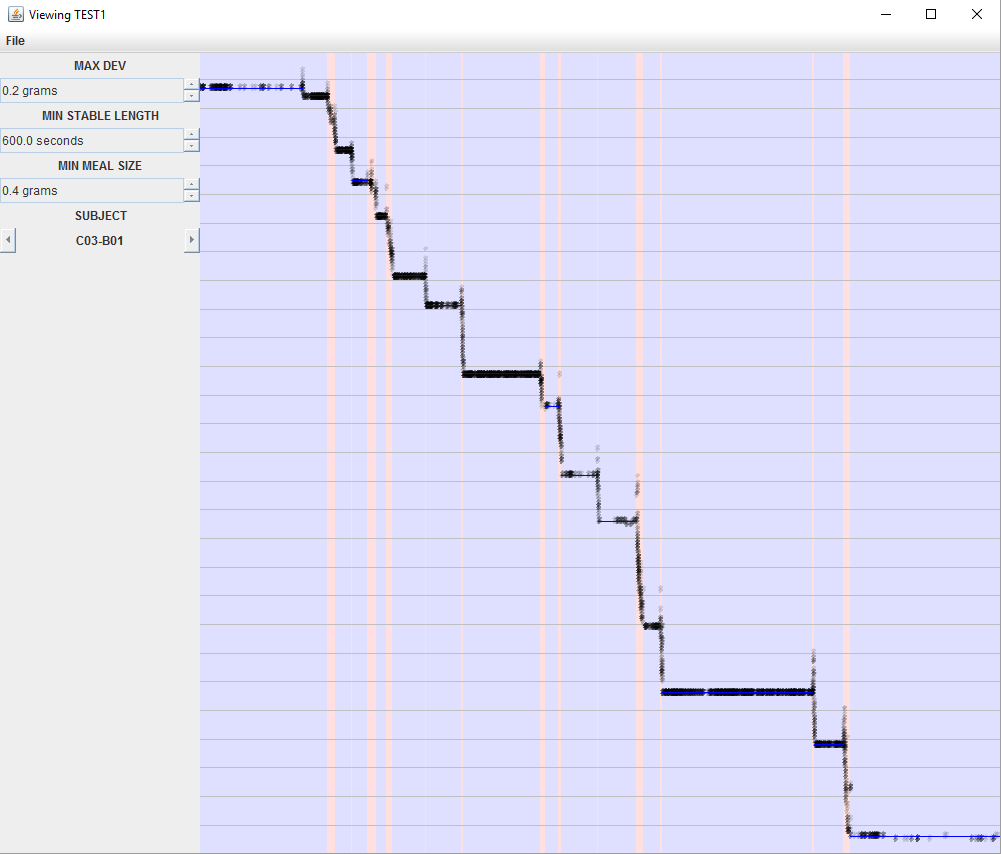 Viewing TEST1
File
MAX DEV
0.2 grams
MIN STABLE LENGTH
600.0 seconds
MIN MEAL SIZE
0.4 grams
SUBJECT
C03-B01